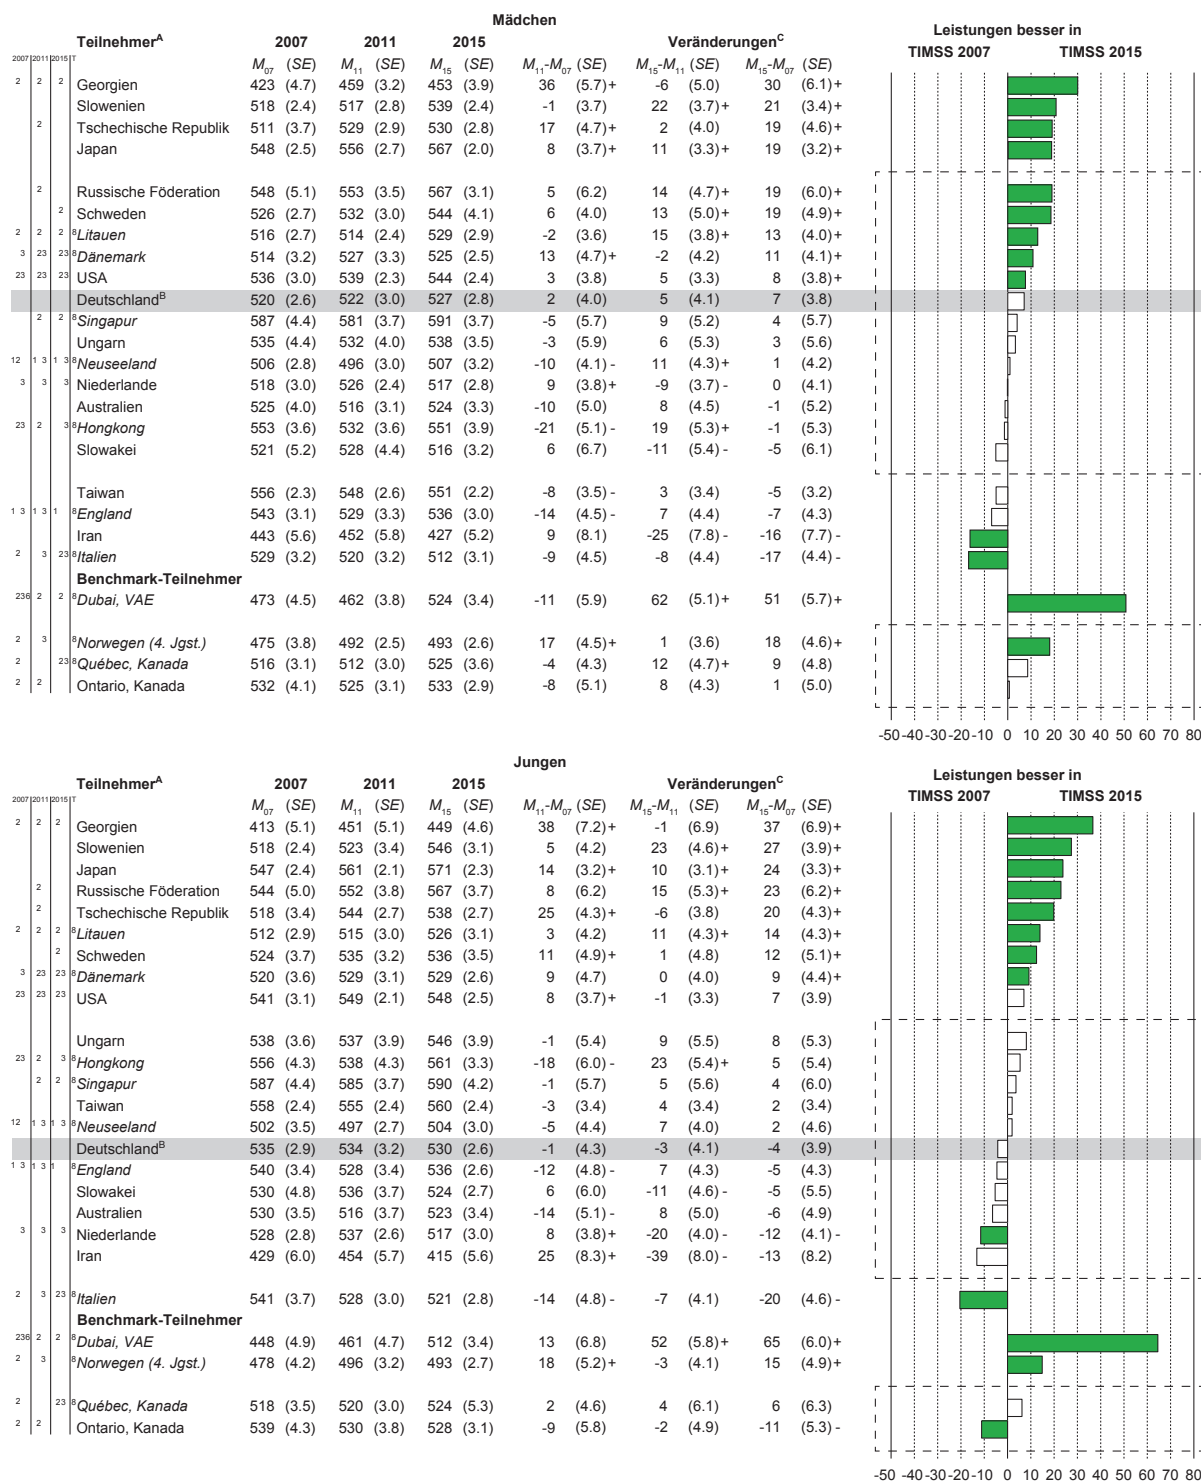 Mädchen
Teilnehmer^A 2007 2011 2015 Veränderungen^C Leistungen besser in
TIMSS 2007 TIMSS 2015
2007 2011 2015 T M07 (SE) M11 (SE) M15 (SE) M11-M07 (SE) M15-M11 (SE) M15-M07 (SE)
2 2 2 Georgien 423 (4.7) 459 (3.2) 453 (3.9) 36 (5.7)+ -6 (5.0) 30 (6.1)+
Slowenien 518 (2.4) 517 (2.8) 539 (2.4) -1 (3.7) 22 (3.7)+ 21 (3.4)+
2 Tschechische Republik 511 (3.7) 529 (2.9) 530 (2.8) 17 (4.7)+ 2 (4.0) 19 (4.6)+
Japan 548 (2.5) 556 (2.7) 567 (2.0) 8 (3.7)+ 11 (3.3)+ 19 (3.2)+
2 Russische Föderation 548 (5.1) 553 (3.5) 567 (3.1) 5 (6.2) 14 (4.7)+ 19 (6.0)+
2 Schweden 526 (2.7) 532 (3.0) 544 (4.1) 6 (4.0) 13 (5.0)+ 19 (4.9)+
2 2 2 8 Litauen 516 (2.7) 514 (2.4) 529 (2.9) -2 (3.6) 15 (3.8)+ 13 (4.0)+
3 23 23 8 Dänemark 514 (3.2) 527 (3.3) 525 (2.5) 13 (4.7)+ -2 (4.2) 11 (4.1)+
23 23 23 USA 536 (3.0) 539 (2.3) 544 (2.4) 3 (3.8) 5 (3.3) 8 (3.8)+
Deutschland^B 520 (2.6) 522 (3.0) 527 (2.8) 2 (4.0) 5 (4.1) 7 (3.8)
2 2 8 Singapur 587 (4.4) 581 (3.7) 591 (3.7) -5 (5.7) 9 (5.2) 4 (5.7)
Ungarn 535 (4.4) 532 (4.0) 538 (3.5) -3 (5.9) 6 (5.3) 3 (5.6)
12 1 3 1 3 8 Neuseeland 506 (2.8) 496 (3.0) 507 (3.2) -10 (4.1) - 11 (4.3)+ 1 (4.2)
3 3 3 Niederlande 518 (3.0) 526 (2.4) 517 (2.8) 9 (3.8)+ -9 (3.7) - 0 (4.1)
Australien 525 (4.0) 516 (3.1) 524 (3.3) -10 (5.0) 8 (4.5) -1 (5.2)
23 2 3 8 Hongkong 553 (3.6) 532 (3.6) 551 (3.9) -21 (5.1) - 19 (5.3)+ -1 (5.3)
Slowakei 521 (5.2) 528 (4.4) 516 (3.2) 6 (6.7) -11 (5.4) - -5 (6.1)
Taiwan 556 (2.3) 548 (2.6) 551 (2.2) -8 (3.5) - 3 (3.4) -5 (3.2)
1 3 1 3 1 8 England 543 (3.1) 529 (3.3) 536 (3.0) -14 (4.5) - 7 (4.4) -7 (4.3)
Iran 443 (5.6) 452 (5.8) 427 (5.2) 9 (8.1) -25 (7.8) - -16 (7.7) -
2 3 23 8 Italien 529 (3.2) 520 (3.2) 512 (3.1) -9 (4.5) -8 (4.4) -17 (4.4) -
Benchmark-Teilnehmer
236 2 2 8 Dubai, VAE 473 (4.5) 462 (3.8) 524 (3.4) -11 (5.9) 62 (5.1)+ 51 (5.7)+
2 3 8 Norwegen (4. Jgst.) 475 (3.8) 492 (2.5) 493 (2.6) 17 (4.5)+ 1 (3.6) 18 (4.6)+
2 23 8 Québec, Kanada 516 (3.1) 512 (3.0) 525 (3.6) -4 (4.3) 12 (4.7)+ 9 (4.8)
2 2 Ontario, Kanada 532 (4.1) 525 (3.1) 533 (2.9) -8 (5.1) 8 (4.3) 1 (5.0)
-50 -40 -30 -20 -10 0 10 20 30 40 50 60 70 80
Jungen
Teilnehmer^A 2007 2011 2015 Veränderungen^C Leistungen besser in
TIMSS 2007 TIMSS 2015
2007 2011 2015 T M07 (SE) M11 (SE) M15 (SE) M11-M07 (SE) M15-M11 (SE) M15-M07 (SE)
2 2 2 Georgien 413 (5.1) 451 (5.1) 449 (4.6) 38 (7.2)+ -1 (6.9) 37 (6.9)+
Slowenien 518 (2.4) 523 (3.4) 546 (3.1) 5 (4.2) 23 (4.6)+ 27 (3.9)+
Japan 547 (2.4) 561 (2.1) 571 (2.3) 14 (3.2)+ 10 (3.1)+ 24 (3.3)+
2 Russische Föderation 544 (5.0) 552 (3.8) 567 (3.7) 8 (6.2) 15 (5.3)+ 23 (6.2)+
2 Tschechische Republik 518 (3.4) 544 (2.7) 538 (2.7) 25 (4.3)+ -6 (3.8) 20 (4.3)+
2 2 2 8 Litauen 512 (2.9) 515 (3.0) 526 (3.1) 3 (4.2) 11 (4.3)+ 14 (4.3)+
2 Schweden 524 (3.7) 535 (3.2) 536 (3.5) 11 (4.9)+ 1 (4.8) 12 (5.1)+
3 23 23 8 Dänemark 520 (3.6) 529 (3.1) 529 (2.6) 9 (4.7) 0 (4.0) 9 (4.4)+
23 23 23 USA 541 (3.1) 549 (2.1) 548 (2.5) 8 (3.7)+ -1 (3.3) 7 (3.9)
Ungarn 538 (3.6) 537 (3.9) 546 (3.9) -1 (5.4) 9 (5.5) 8 (5.3)
23 2 3 8 Hongkong 556 (4.3) 538 (4.3) 561 (3.3) -18 (6.0) - 23 (5.4)+ 5 (5.4)
2 2 8 Singapur 587 (4.4) 585 (3.7) 590 (4.2) -1 (5.7) 5 (5.6) 4 (6.0)
Taiwan 558 (2.4) 555 (2.4) 560 (2.4) -3 (3.4) 4 (3.4) 2 (3.4)
12 1 3 1 3 8 Neuseeland 502 (3.5) 497 (2.7) 504 (3.0) -5 (4.4) 7 (4.0) 2 (4.6)
Deutschland^B 535 (2.9) 534 (3.2) 530 (2.6) -1 (4.3) -3 (4.1) -4 (3.9)
1 3 1 3 1 8 England 540 (3.4) 528 (3.4) 536 (2.6) -12 (4.8) - 7 (4.3) -5 (4.3)
Slowakei 530 (4.8) 536 (3.7) 524 (2.7) 6 (6.0) -11 (4.6) - -5 (5.5)
Australien 530 (3.5) 516 (3.7) 523 (3.4) -14 (5.1) - 8 (5.0) -6 (4.9)
3 3 3 Niederlande 528 (2.8) 537 (2.6) 517 (3.0) 8 (3.8)+ -20 (4.0) - -12 (4.1) -
Iran 429 (6.0) 454 (5.7) 415 (5.6) 25 (8.3)+ -39 (8.0) - -13 (8.2)
2 3 23 8 Italien 541 (3.7) 528 (3.0) 521 (2.8) -14 (4.8) - -7 (4.1) -20 (4.6) -
Benchmark-Teilnehmer
236 2 2 8 Dubai, VAE 448 (4.9) 461 (4.7) 512 (3.4) 13 (6.8) 52 (5.8)+ 65 (6.0)+
2 3 8 Norwegen (4. Jgst.) 478 (4.2) 496 (3.2) 493 (2.7) 18 (5.2)+ -3 (4.1) 15 (4.9)+
2 23 8 Québec, Kanada 518 (3.5) 520 (3.0) 524 (5.3) 2 (4.6) 4 (6.1) 6 (6.3)
2 2 Ontario, Kanada 539 (4.3) 530 (3.8) 528 (3.1) -9 (5.8) -2 (4.9) -11 (5.3) -
-50 -40 -30 -20 -10 0 10 20 30 40 50 60 70 80